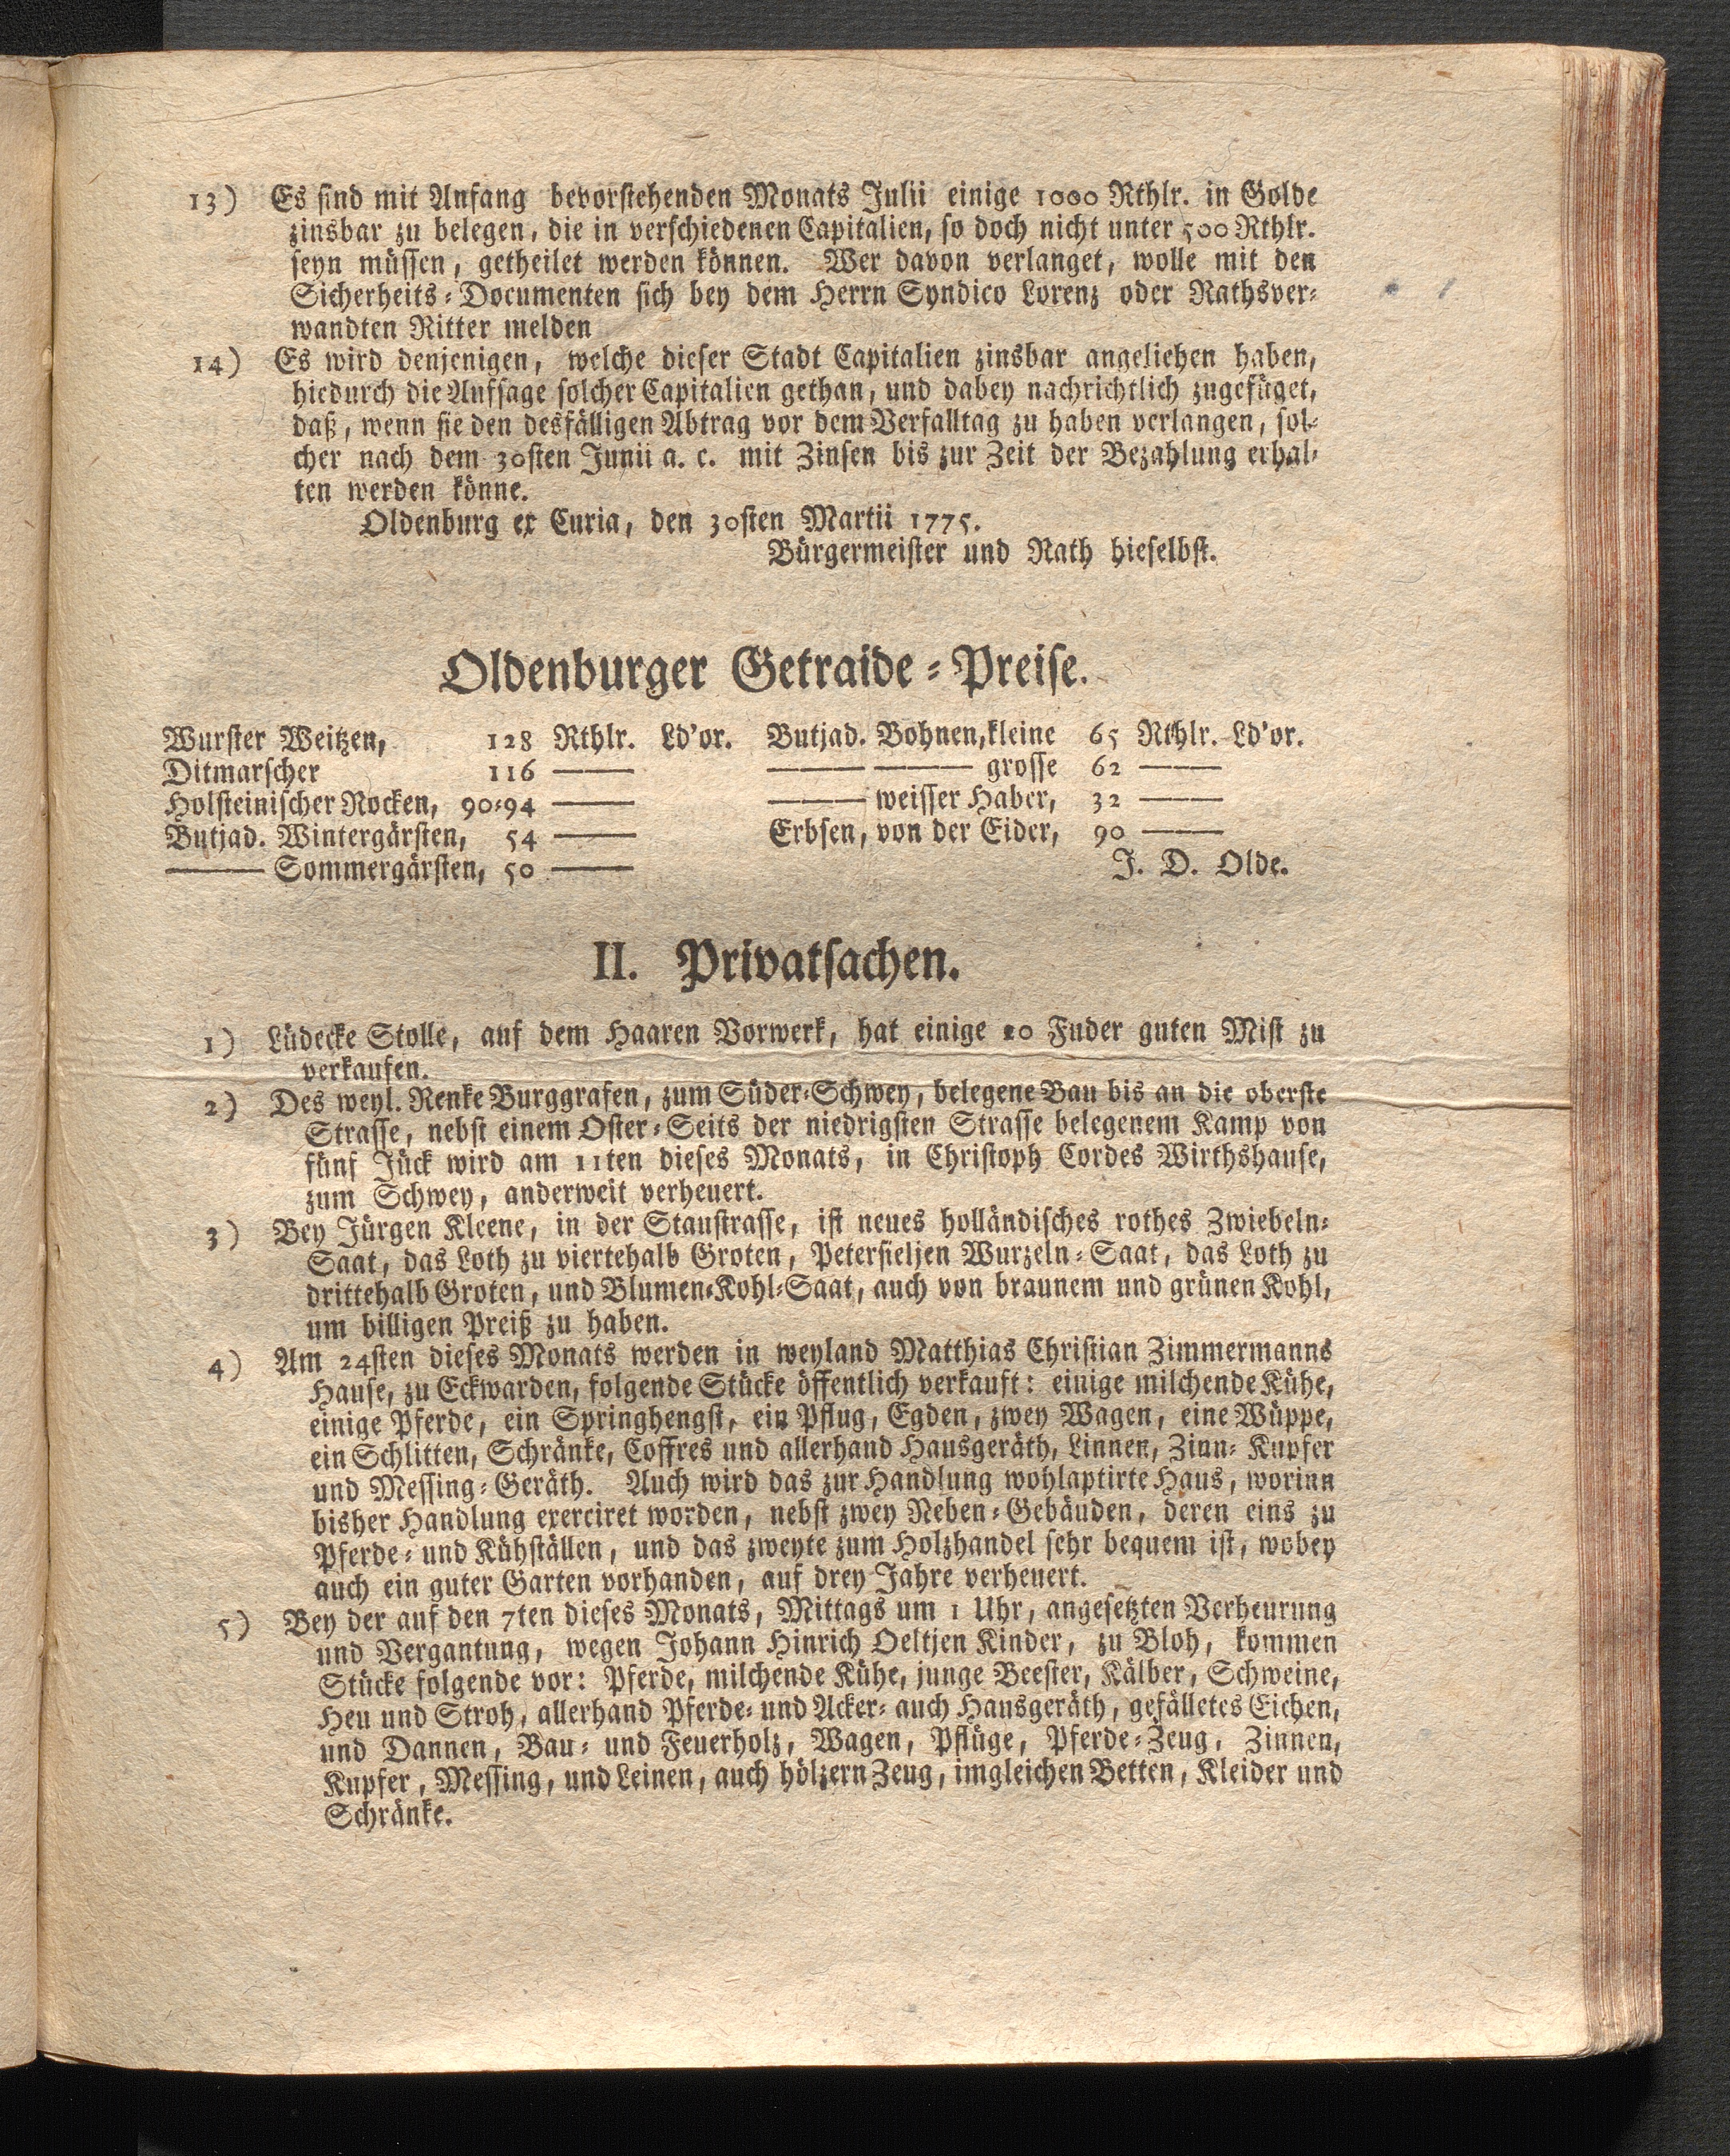 13) Es sind mit Anfang bevorstehenden Monats Julii einige 1000 Rthlr. in Golde
zinsbar zu belegen, die in verschiedenen Capitalien, so doch nicht unter 500 Rthlr.
seyn müssen, getheilet werden können. Wer davon verlanget, wolle mit den
Sicherheits-Documenten sich bey dem Herrn Syndico Lorenz oder Rathsver-
wandten Ritter melden
14) Es wird denjenigen, welche dieser Stadt Capitalien zinsbar angeliehen haben,
hiedurch die Aufsage solcher Capitalien gethan, und dabey nachrichtlich zugefüget,
daß, wenn sie den desfälligen Abtrag vor dem Verfalltag zu haben verlangen, sol-
cher nach dem 30sten Junii a. c. mit Zinsen bis zur Zeit der Bezahlung erhal-
ten werden könne.
Oldenburg ex Curia, den 30sten Martii 1775.
Bürgermeister und Rath hieselbst.
Oldenburger Getraide-Preise.
Wurster Weitzen, 128 Rthlr. Ld'or. Butjad. Bohnen, kleine 65 Rthlr. Ld'or.
Ditmarscher 116 —— —— —— grosse 62 ——
Holsteinischer Rocken, 90-94 —— —— weisser Haber, 32 ——
Butjad. Wintergärsten, 54 —— Erbsen, von der Eider, 90 ——
—— Sommergärsten, 50 —— J. D. Olde.
II. Privatsachen.
1) Lüdecke Stolle, auf dem Haaren Vorwerk, hat einige 20 Fuder guten Mist zu
verkaufen.
2) Des weyl. Renke Burggrafen, zum Süder-Schwey, belegene Bau bis an die oberste
Strasse, nebst einem Oster-Seits der niedrigsten Strasse belegenem Kamp von
fünf Jück wird am 11ten dieses Monats, in Christoph Cordes Wirthshause,
zum Schwey, anderweit verheuert.
3) Bey Jürgen Kleene, in der Staustrasse, ist neues holländisches rothes Zwiebeln-
Saat, das Loth zu viertehalb Groten, Petersieljen Wurzeln-Saat, das Loth zu
drittehalb Groten, und Blumen-Kohl-Saat, auch von braunem und grünen Kohl,
um billigen Preiß zu haben.
4) Am 24sten dieses Monats werden in weyland Matthias Christian Zimmermanns
Hause, zu Eckwarden, folgende Stücke öffentlich verkauft: einige milchende Kühe,
einige Pferde, ein Springhengst, ein Pflug, Egden, zwey Wagen, eine Wüppe,
ein Schlitten, Schränke, Coffres und allerhand Hausgeräth, Linnen, Zinn- Kupfer
und Messing-Geräth. Auch wird das zur Handlung wohlaptirte Haus, worinn
bisher Handlung exerciret worden, nebst zwey Neben-Gebäuden, deren eins zu
Pferde- und Kühställen, und das zweyte zum Holzhandel sehr bequem ist, wobey
auch ein guter Garten vorhanden, auf drey Jahre verheuert.
5) Bey der auf den 7ten dieses Monats, Mittags um 1 Uhr, angesetzten Verheurung
und Vergantung, wegen Johann Hinrich Oeltjen Kinder, zu Bloh, kommen
Stücke folgende vor: Pferde, milchende Kühe, junge Beester, Kälber, Schweine,
Heu und Stroh, allerhand Pferde- und Acker- auch Hausgeräth, gefälletes Eichen,
und Dannen, Bau- und Feuerholz, Wagen, Pflüge, Pferde-Zeug, Zinnen,
Kupfer, Messing, und Leinen, auch hölzern Zeug, imgleichen Betten, Kleider und
Schränke.